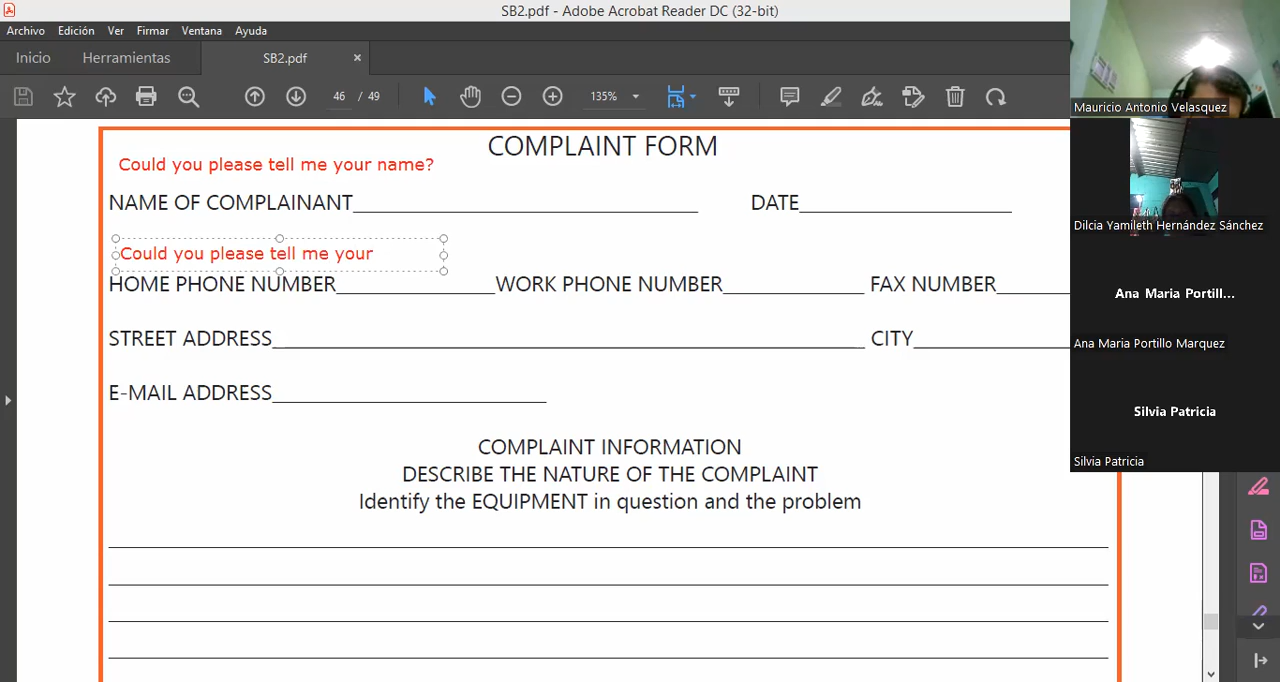 SB2.pdf - Adobe Acrobat Reader DC (32-bit)
Archivo Edición Ver Firmar Ventana Ayuda
Inicio Herramientas SB2.pdf ×
46 / 49 135%
COMPLAINT FORM
Could you please tell me your name?
NAME OF COMPLAINANT DATE
Could you please tell me your
HOME PHONE NUMBER WORK PHONE NUMBER FAX NUMBER
STREET ADDRESS CITY
E-MAIL ADDRESS
COMPLAINT INFORMATION
DESCRIBE THE NATURE OF THE COMPLAINT
Identify the EQUIPMENT in question and the problem
Mauricio Antonio Velasquez
Dilcia Yamileth Hernández Sánchez
Ana Maria Portill...
Ana Maria Portillo Marquez
Silvia Patricia
Silvia Patricia